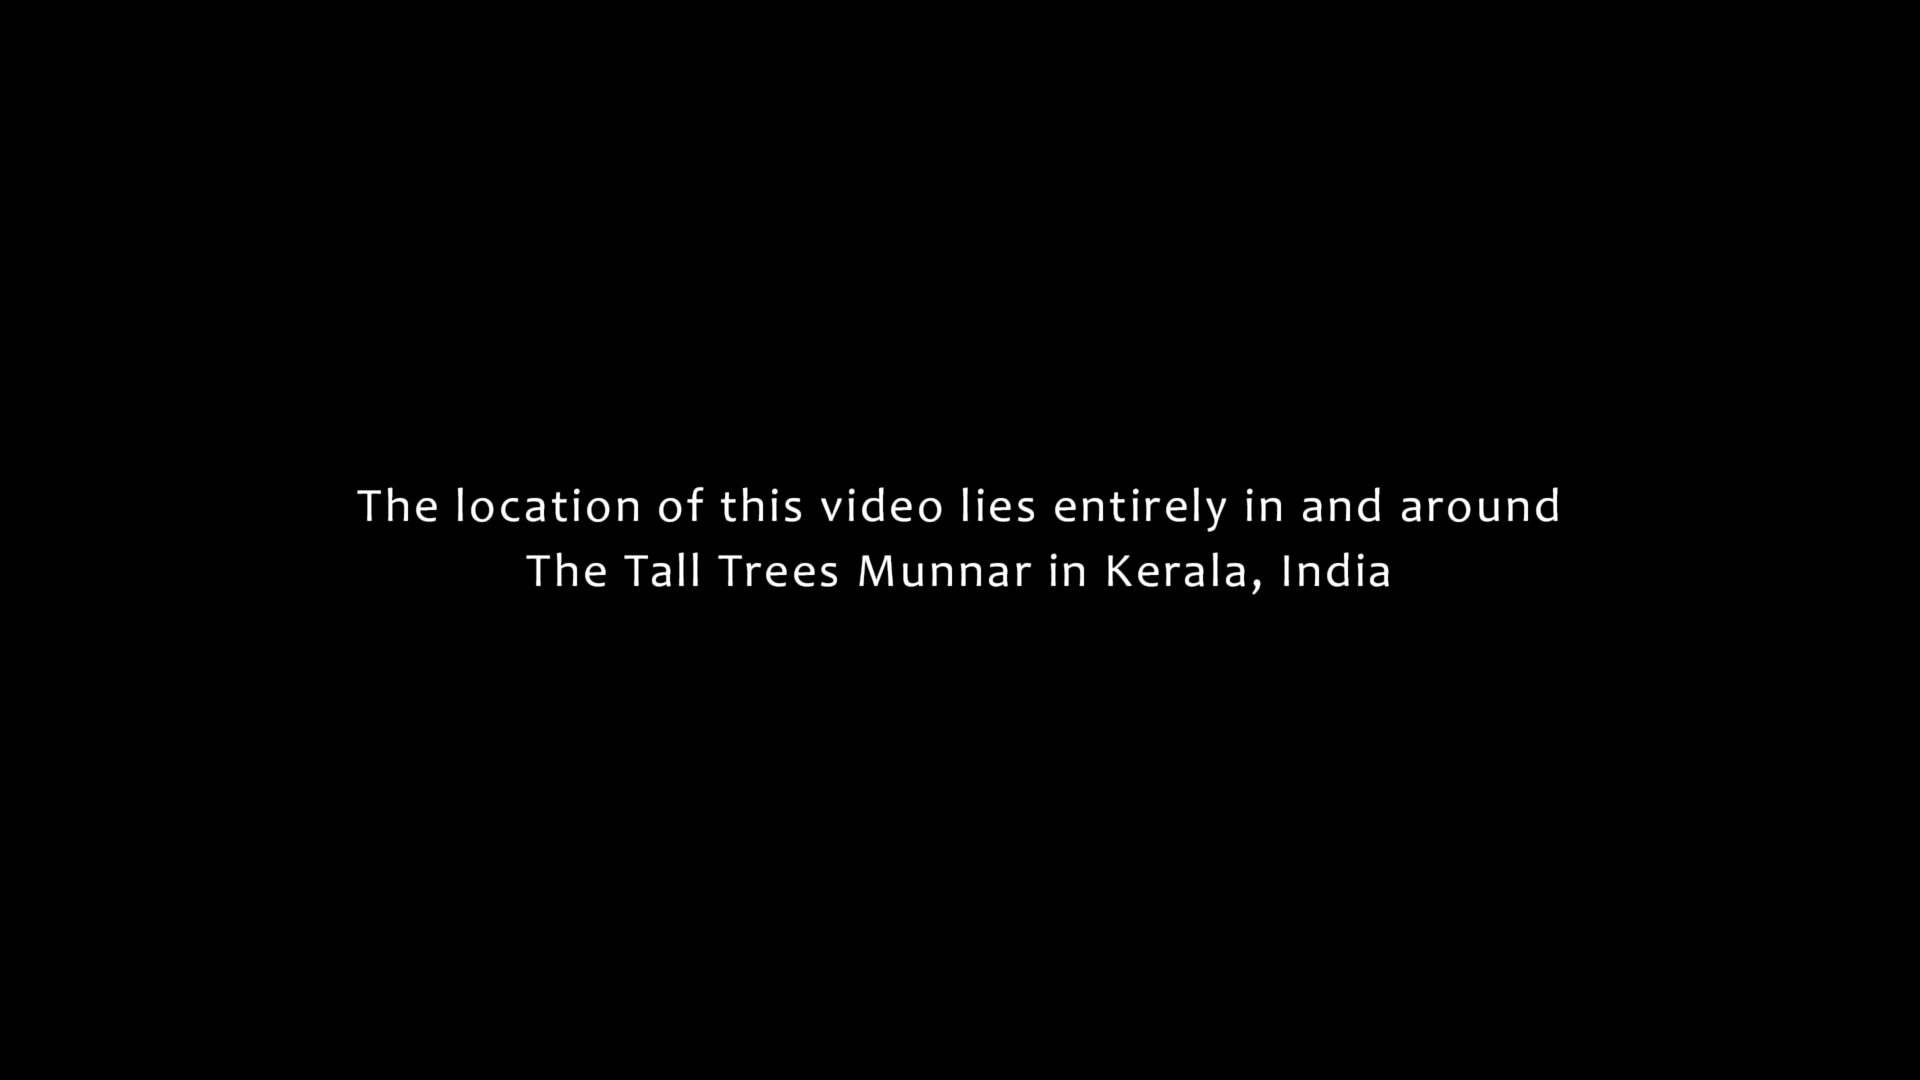 The location of this video lies entirely in and around
The Tall Trees Munnar in Kerala, India